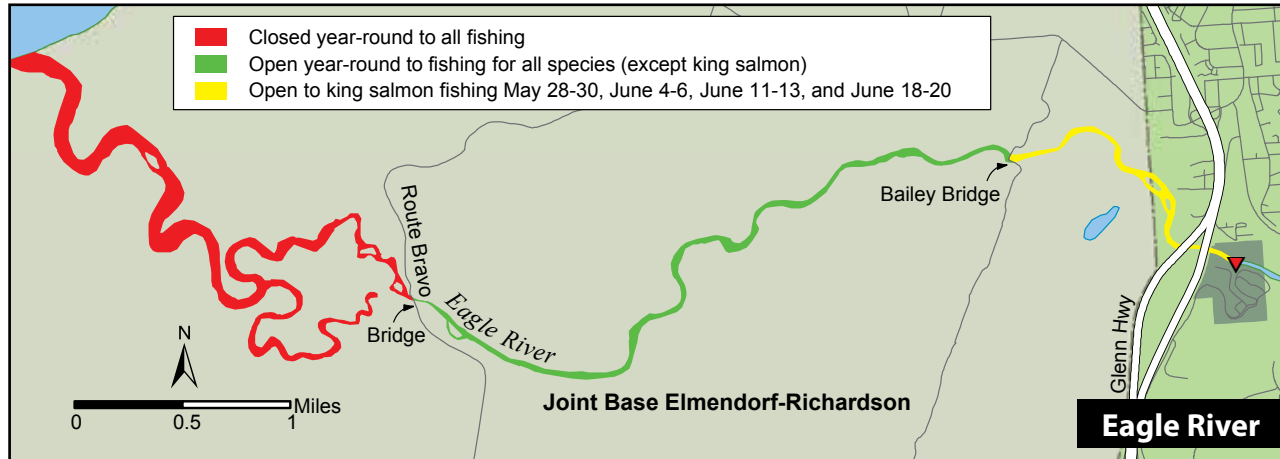 Closed year-round to all fishing
Open year-round to fishing for all species (except king salmon)
Open to king salmon fishing May 28-30, June 4-6, June 11-13, and June 18-20
Bailey Bridge
Route Bravo
Eagle River
Bridge
N
Glenn Hwy
Miles
0 0.5 1
Joint Base Elmendorf-Richardson
Eagle River